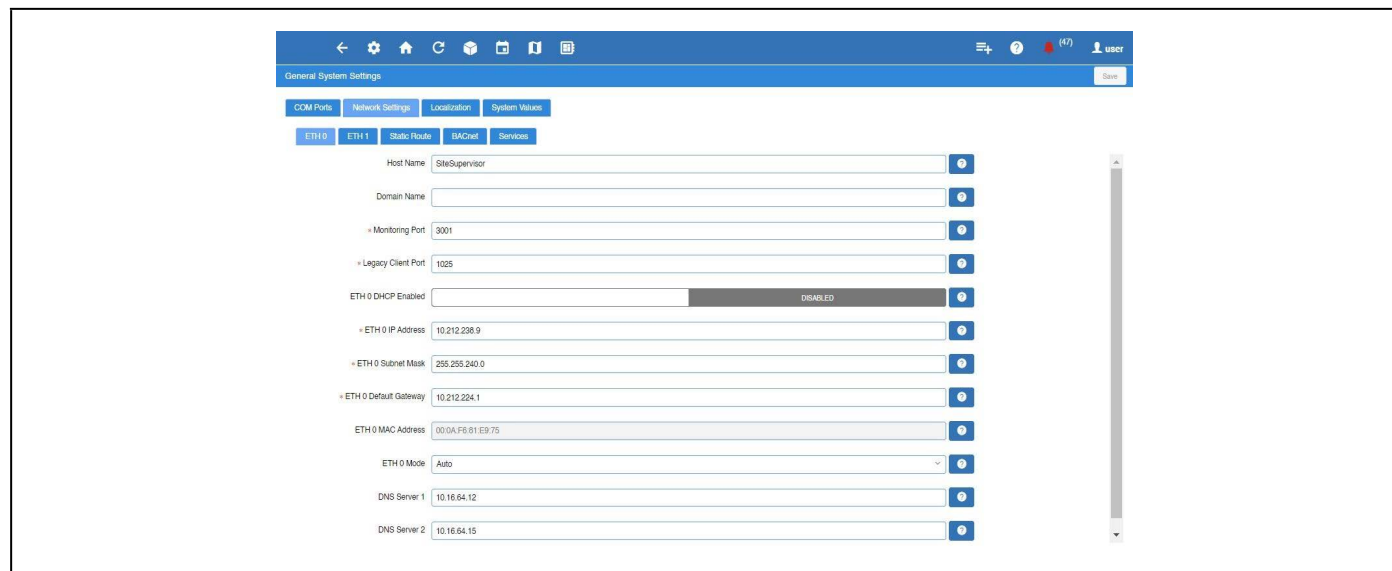 (47) user
General System Settings Save
COM Ports Network Settings Localization System Values
ETH 0 ETH 1 Static Route BACnet Services
Host Name SiteSupervisor
Domain Name
* Monitoring Port 3001
* Legacy Client Port 1025
ETH 0 DHCP Enabled DISABLED
* ETH 0 IP Address 10.212.238.9
* ETH 0 Subnet Mask 255.255.240.0
* ETH 0 Default Gateway 10.212.224.1
ETH 0 MAC Address 00:0A:F6:61:E9:75
ETH 0 Mode Auto
DNS Server 1 10.16.64.12
DNS Server 2 10.16.64.15